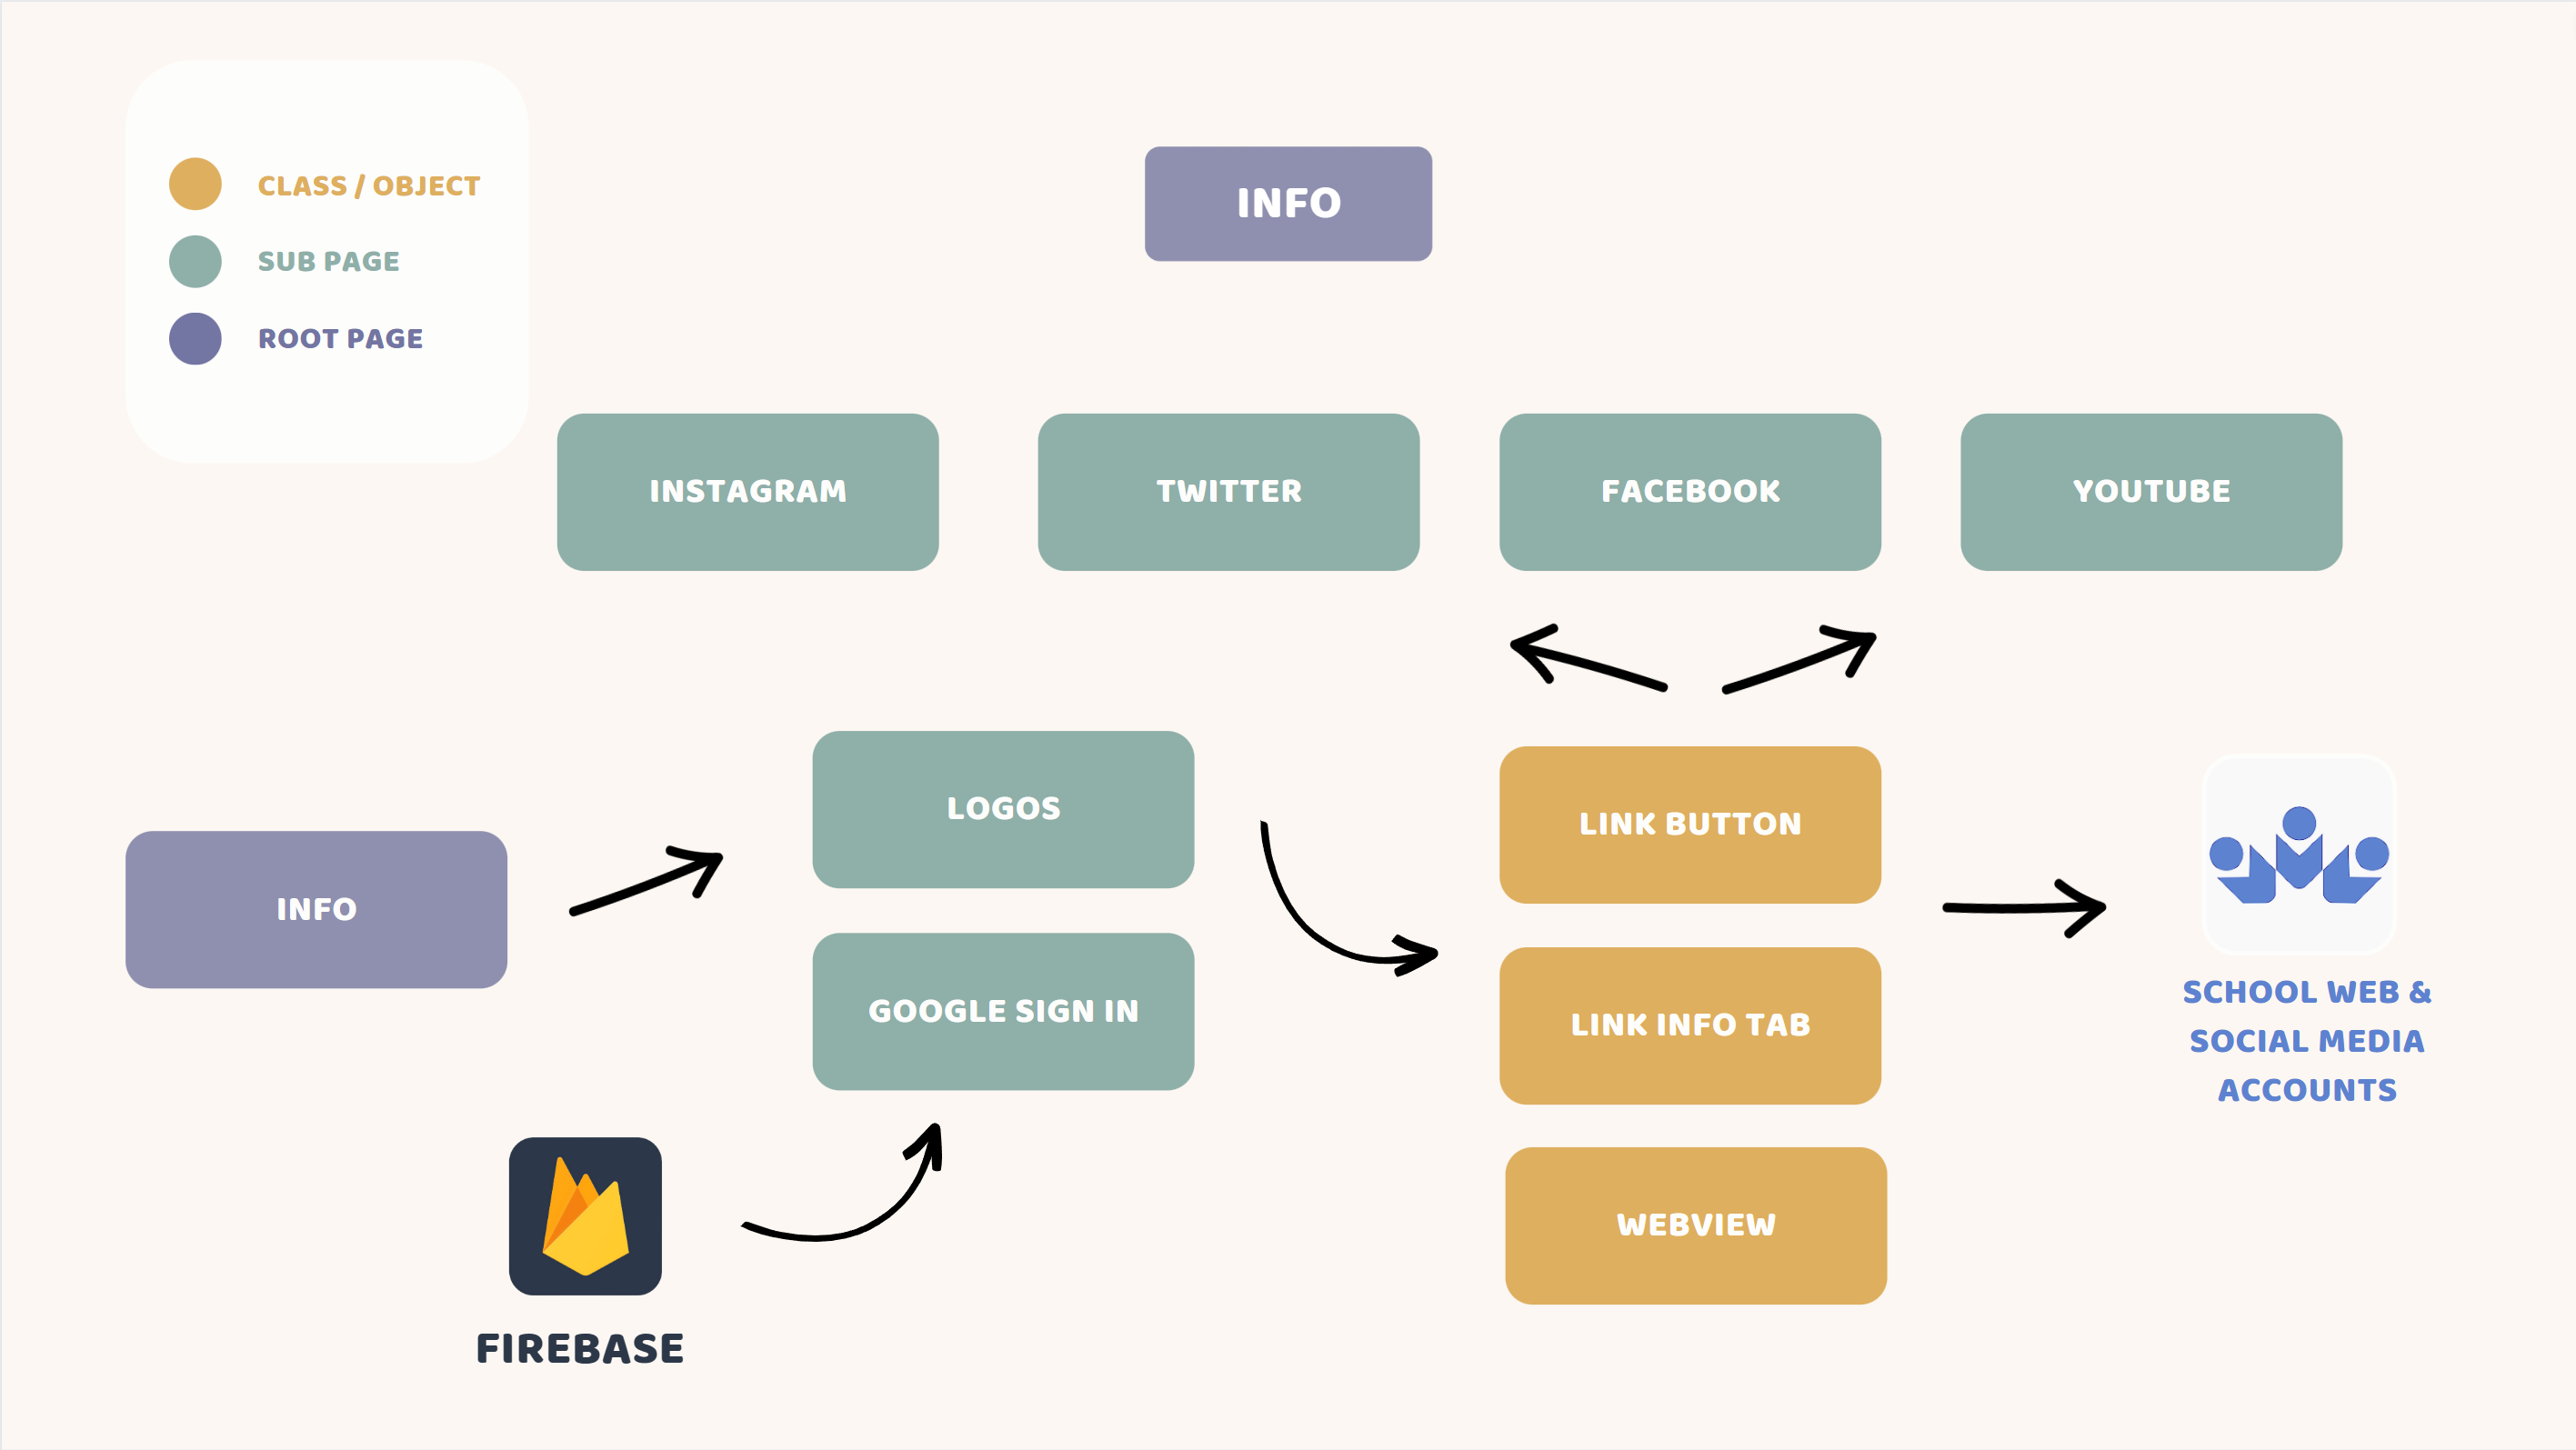 CLASS / OBJECT
SUB PAGE
ROOT PAGE
INFO
INSTAGRAM
TWITTER
FACEBOOK
YOUTUBE
INFO
LOGOS
GOOGLE SIGN IN
FIREBASE
LINK BUTTON
LINK INFO TAB
WEBVIEW
SCHOOL WEB &
SOCIAL MEDIA
ACCOUNTS